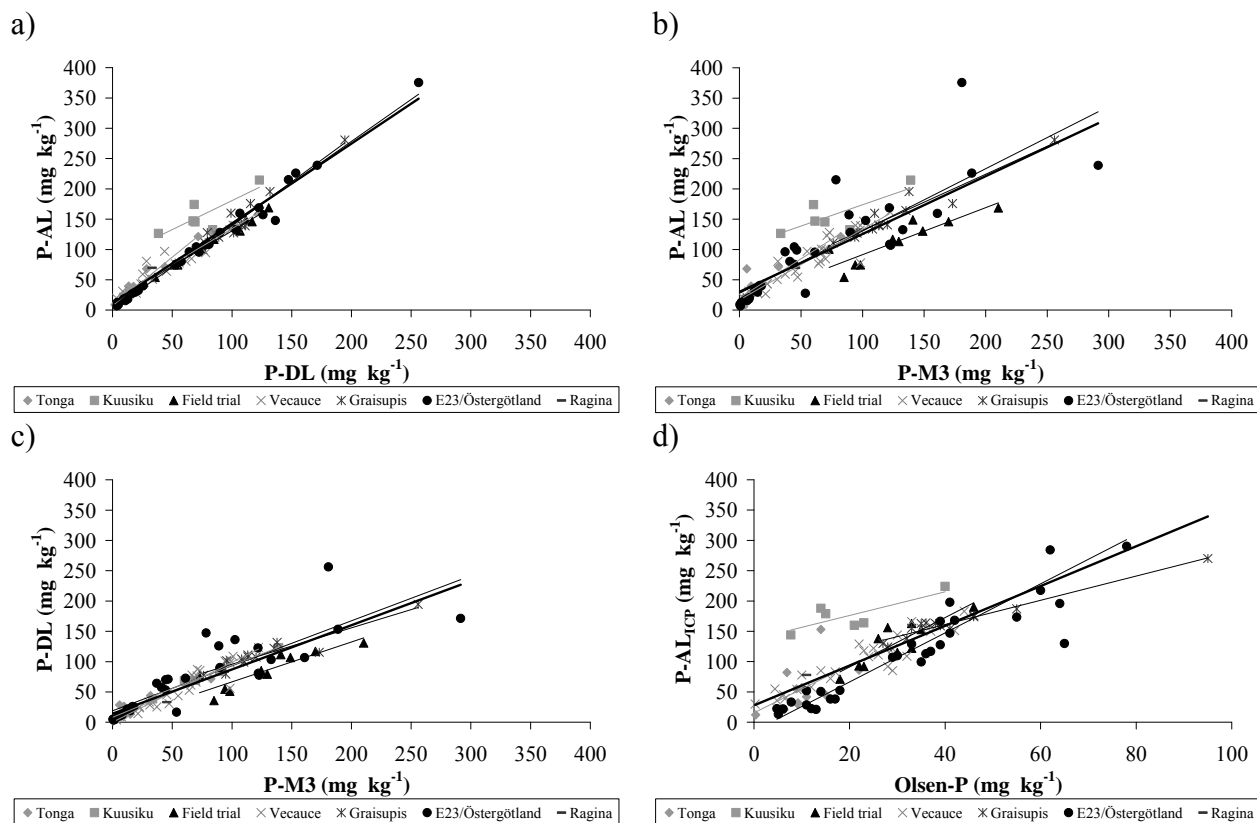 a)
P-AL (mg kg-1)
400
350
300
250
200
150
100
50
0
0 50 100 150 200 250 300 350 400
P-DL (mg kg-1)
Tonga Kuusiku Field trial Vecauce Graisupis E23/Östergötland Ragina
b)
P-AL (mg kg-1)
400
350
300
250
200
150
100
50
0
0 50 100 150 200 250 300 350 400
P-M3 (mg kg-1)
Tonga Kuusiku Field trial Vecauce Graisupis E23/Östergötland Ragina
c)
P-DL (mg kg-1)
400
350
300
250
200
150
100
50
0
0 50 100 150 200 250 300 350 400
P-M3 (mg kg-1)
Tonga Kuusiku Field trial Vecauce Graisupis E23/Östergötland Ragina
d)
P-ALICP (mg kg-1)
400
350
300
250
200
150
100
50
0
0 20 40 60 80 100
Olsen-P (mg kg-1)
Tonga Kuusiku Field trial Vecauce Graisupis E23/Östergötland Ragina